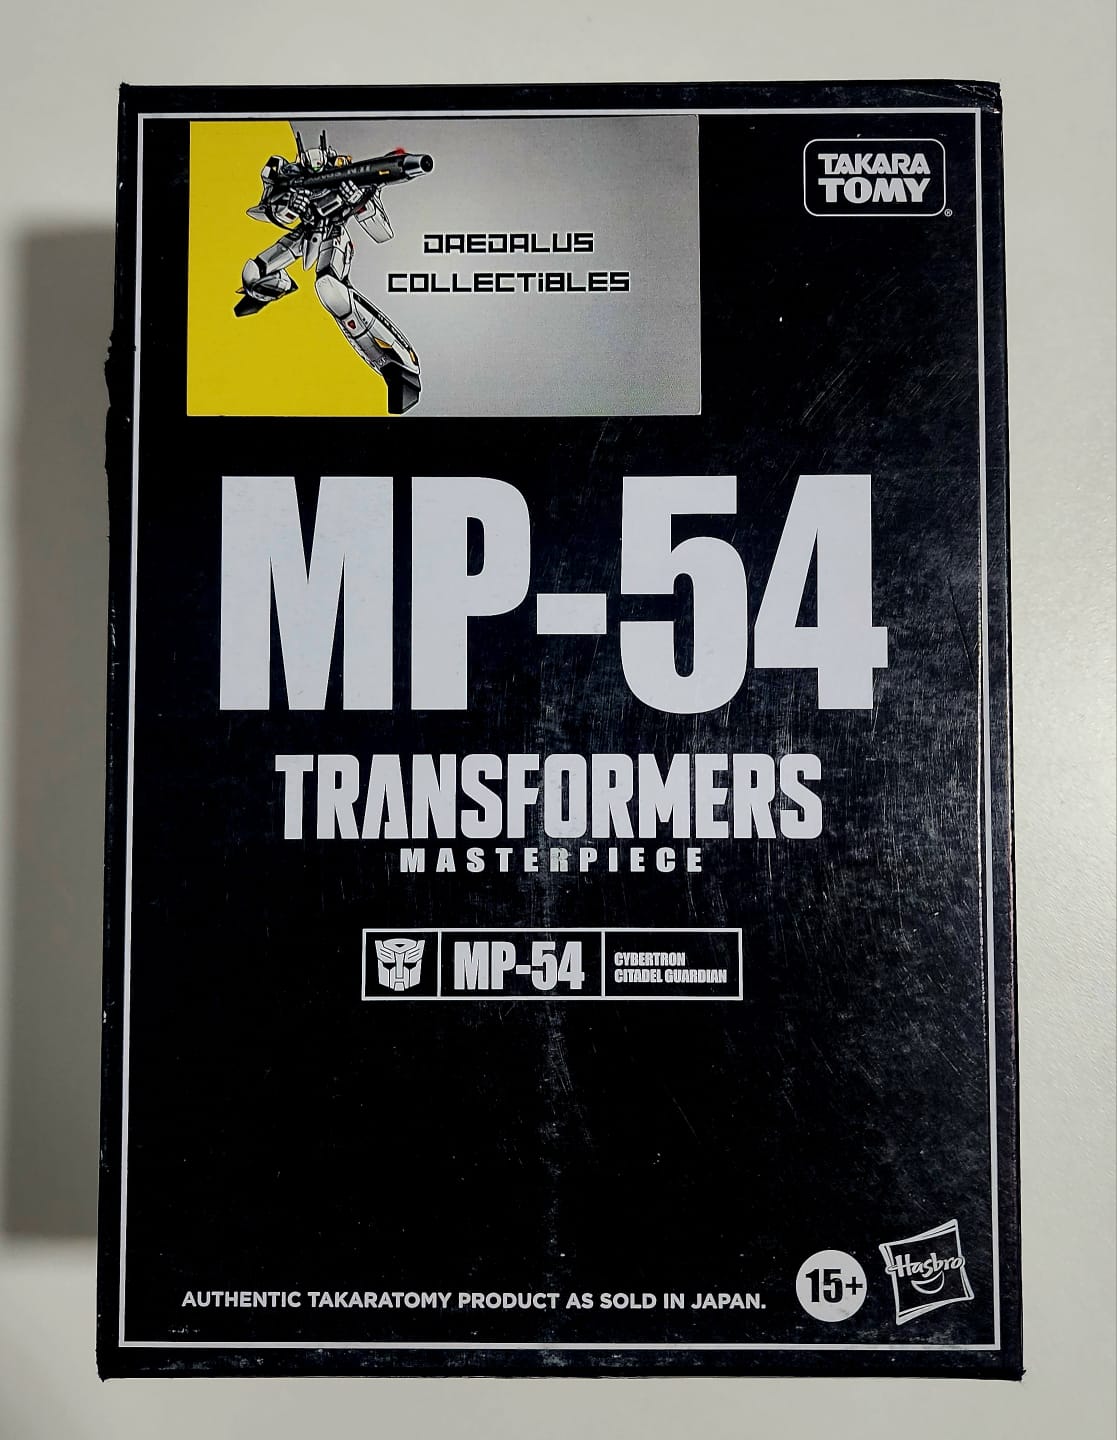 DAEDALUS
COLLECTiBLES
TAKARA
TOMY
®
MP-54
TRANSFORMERS
MASTERPIECE
MP-54
CYBERTRON
CITADEL GUARDIAN
AUTHENTIC TAKARATOMY PRODUCT AS SOLD IN JAPAN.
15+
Hasbro